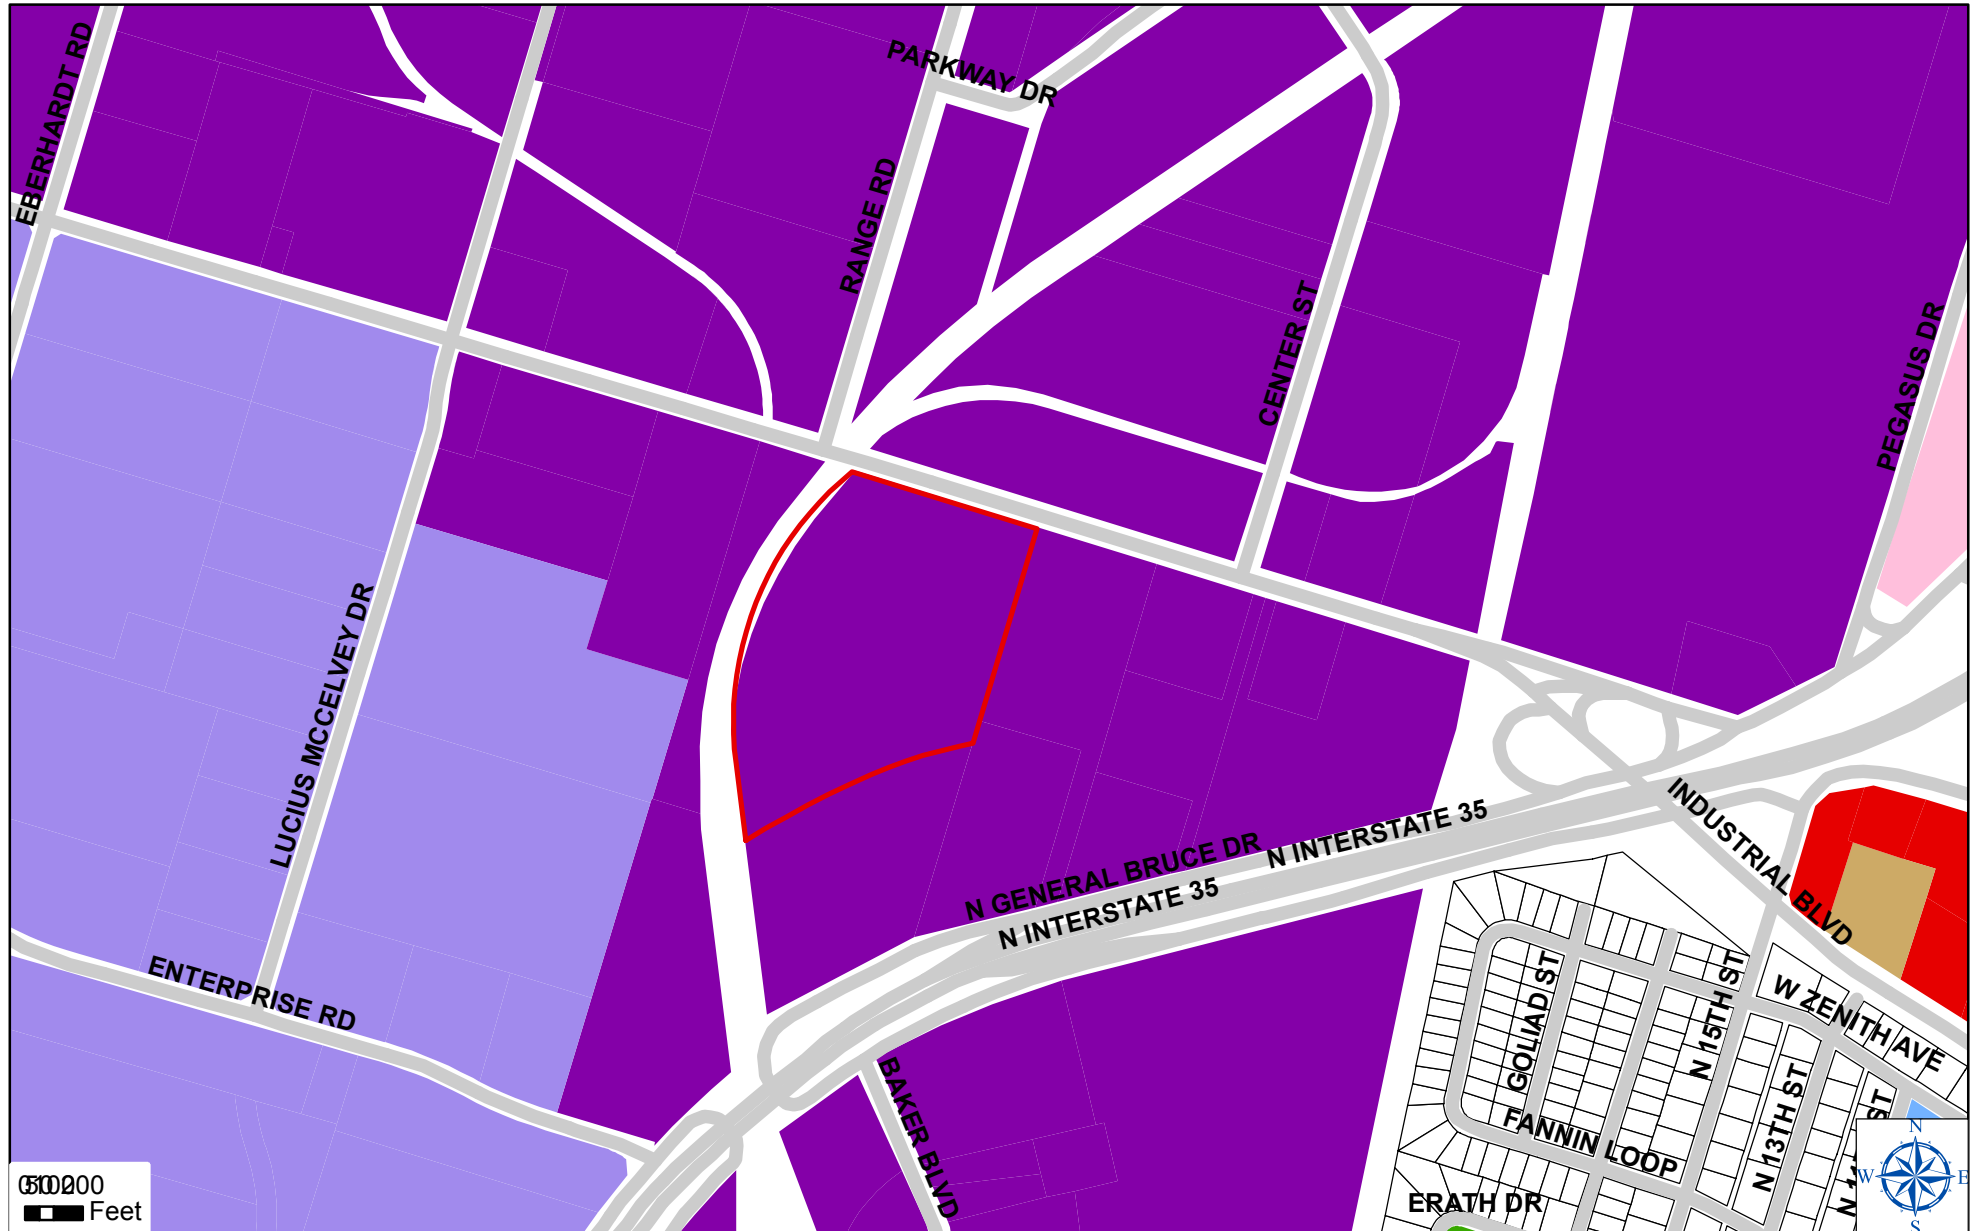 EBERHARDT RD
PARKWAY DR
RANGE RD
CENTER ST
PEGASUS DR
LUCIUS MCCELVEY DR
INDUSTRIAL BLVD
N GENERAL BRUCE DR
N INTERSTATE 35
N INTERSTATE 35
ENTERPRISE RD
BAKER BLVD
GOLIAD ST
N 15TH ST
W ZENITH AVE
N 13TH ST
FANNIN LOOP
ERATH DR
N
W
E
S
Feet